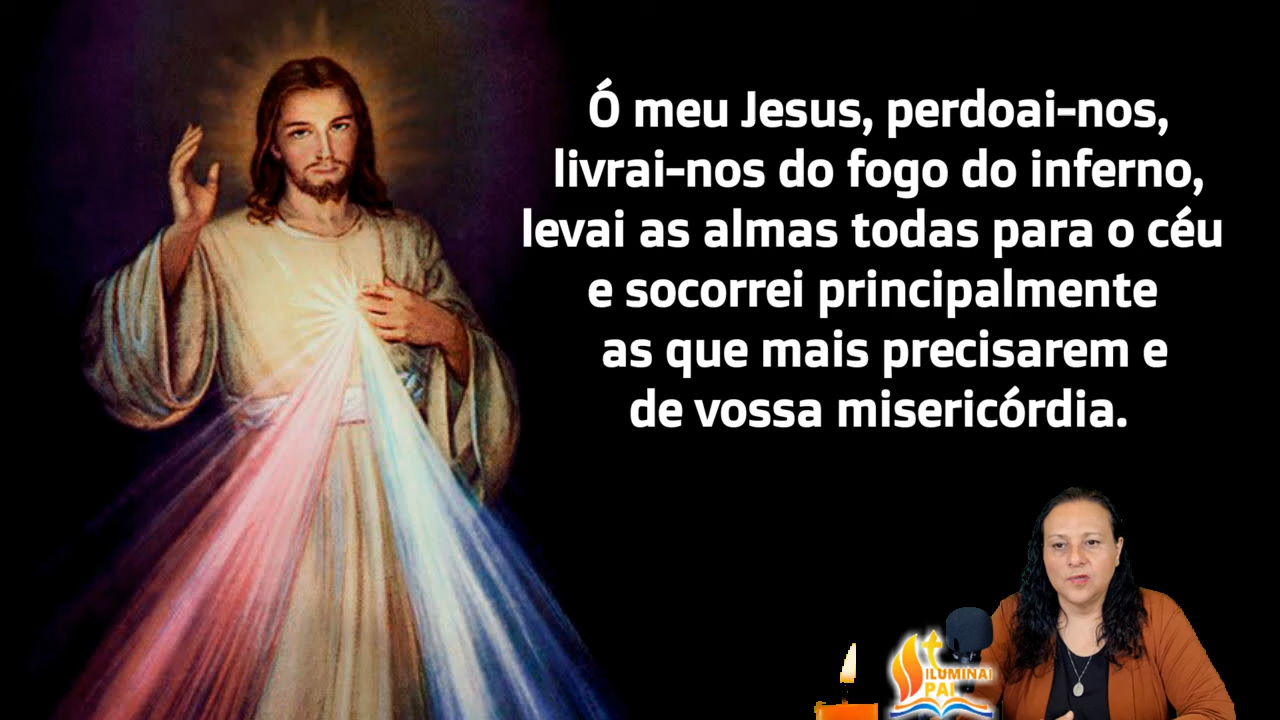 Ó meu Jesus, perdoai-nos,
livrai-nos do fogo do inferno,
levai as almas todas para o céu
e socorrei principalmente
as que mais precisarem e
de vossa misericórdia.
ILUMINAI
PAI